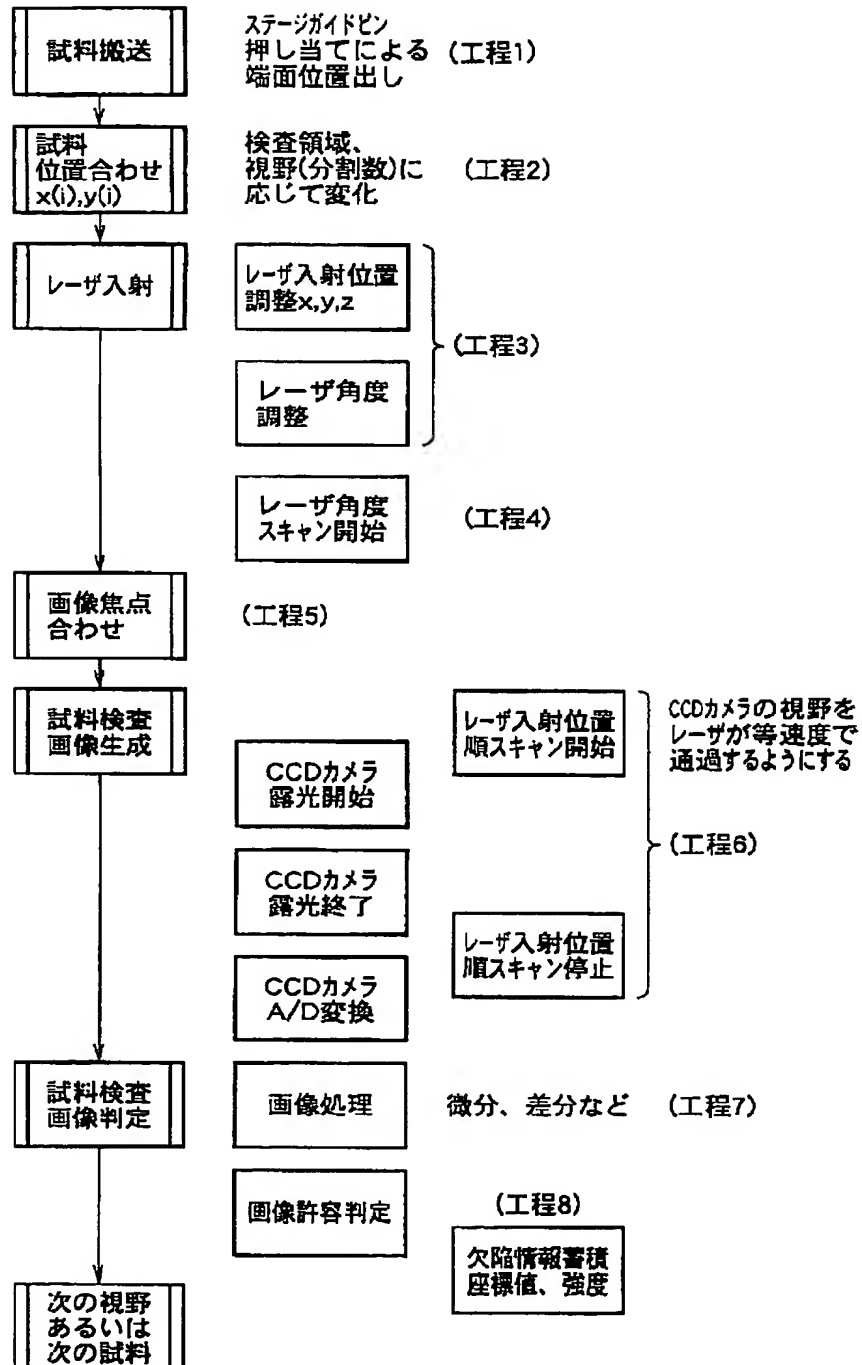 試料搬送
ステージガイドピン
押し当てによる
端面位置出し
(工程1)
試料
位置合わせ
x(i),y(i)
検査領域、
視野(分割数)に
応じて変化
(工程2)
レーザ入射
レーザ入射位置
調整x,y,z
レーザ角度
調整
(工程3)
レーザ角度
スキャン開始
(工程4)
画像焦点
合わせ
(工程5)
試料検査
画像生成
レーザ入射位置
順スキャン開始
CCDカメラの視野を
レーザが等速度で
通過するようにする
CCDカメラ
露光開始
(工程6)
CCDカメラ
露光終了
レーザ入射位置
順スキャン停止
CCDカメラ
A/D変換
試料検査
画像判定
画像処理
微分、差分など
(工程7)
画像許容判定
(工程8)
欠陥情報蓄積
座標値、強度
次の視野
あるいは
次の試料